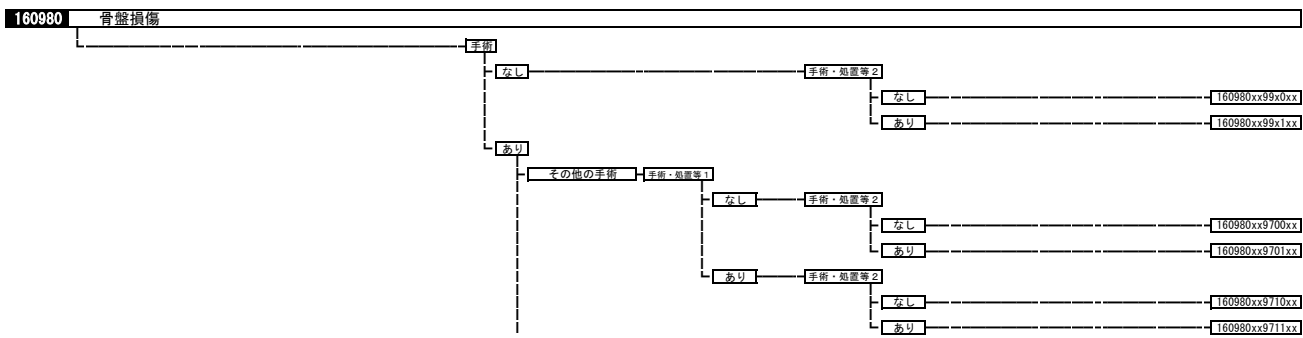 160980 骨盤損傷
手術
なし 手術・処置等2
なし 160980xx99x0xx
あり 160980xx99x1xx
あり
その他の手術 手術・処置等1
なし 手術・処置等2
なし 160980xx9700xx
あり 160980xx9701xx
あり 手術・処置等2
なし 160980xx9710xx
あり 160980xx9711xx